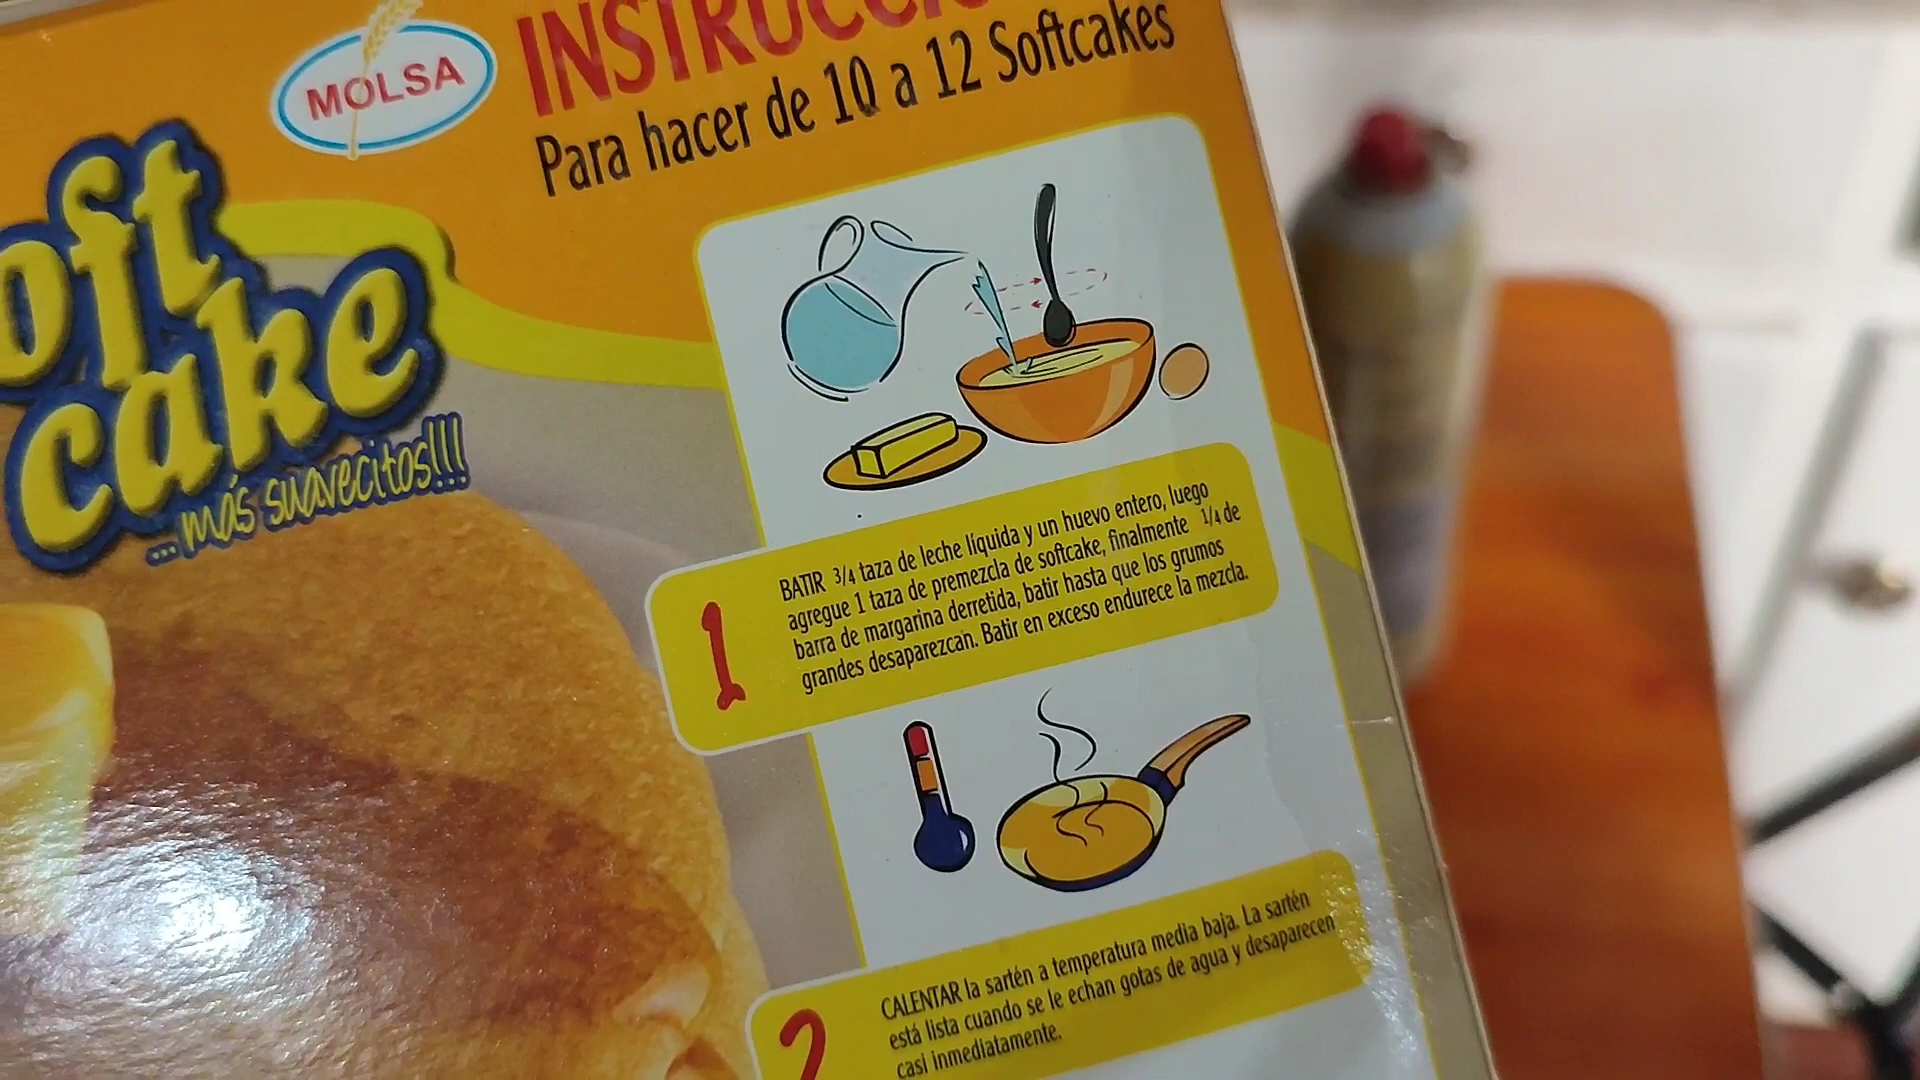 MOLSA
Para hacer de 10 a 12 Softcakes
oft
cake
...más suavecitos!!!
1
BATIR 3/4 taza de leche líquida y un huevo entero, luego
agregue 1 taza de premezcla de softcake, finalmente 1/4 de
barra de margarina derretida, batir hasta que los grumos
grandes desaparezcan. Batir en exceso endurece la mezcla.
2
CALENTAR la sartén a temperatura media baja. La sartén
está lista cuando se le echan gotas de agua y desaparecen
casi inmediatamente.